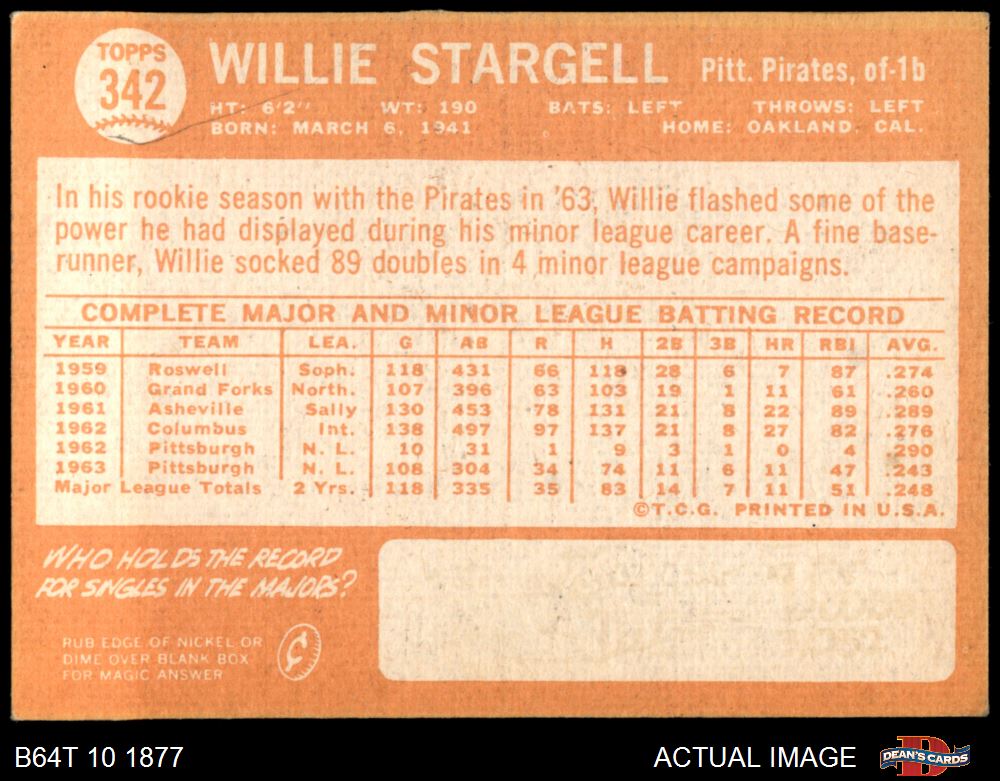 TOPPS
342
WILLIE STARGELL Pitt. Pirates, of-1b
HT: 6'2" WT: 190 BATS: LEFT THROWS: LEFT
BORN: MARCH 6, 1941 HOME: OAKLAND, CAL.
In his rookie season with the Pirates in '63, Willie flashed some of the
power he had displayed during his minor league career. A fine base-
runner, Willie socked 89 doubles in 4 minor league campaigns.
COMPLETE MAJOR AND MINOR LEAGUE BATTING RECORD
YEAR TEAM LEA. G AB R H 2B 3B HR RBI AVG.
1959 Roswell Soph. 118 431 66 118 28 6 7 87 .274
1960 Grand Forks North. 107 396 63 103 19 1 11 61 .260
1961 Asheville Sally 130 453 78 131 21 8 22 89 .289
1962 Columbus Int. 138 497 97 137 21 8 27 82 .276
1962 Pittsburgh N. L. 10 31 1 9 3 1 0 4 .290
1963 Pittsburgh N. L. 108 304 34 74 11 6 11 47 .243
Major League Totals 2 Yrs. 118 335 35 83 14 7 11 51 .248
©T.C.G. PRINTED IN U.S.A.
WHO HOLDS THE RECORD
FOR SINGLES IN THE MAJORS?
RUB EDGE OF NICKEL OR
DIME OVER BLANK BOX
FOR MAGIC ANSWER
¢
B64T 10 1877 ACTUAL IMAGE DEAN'S CARDS